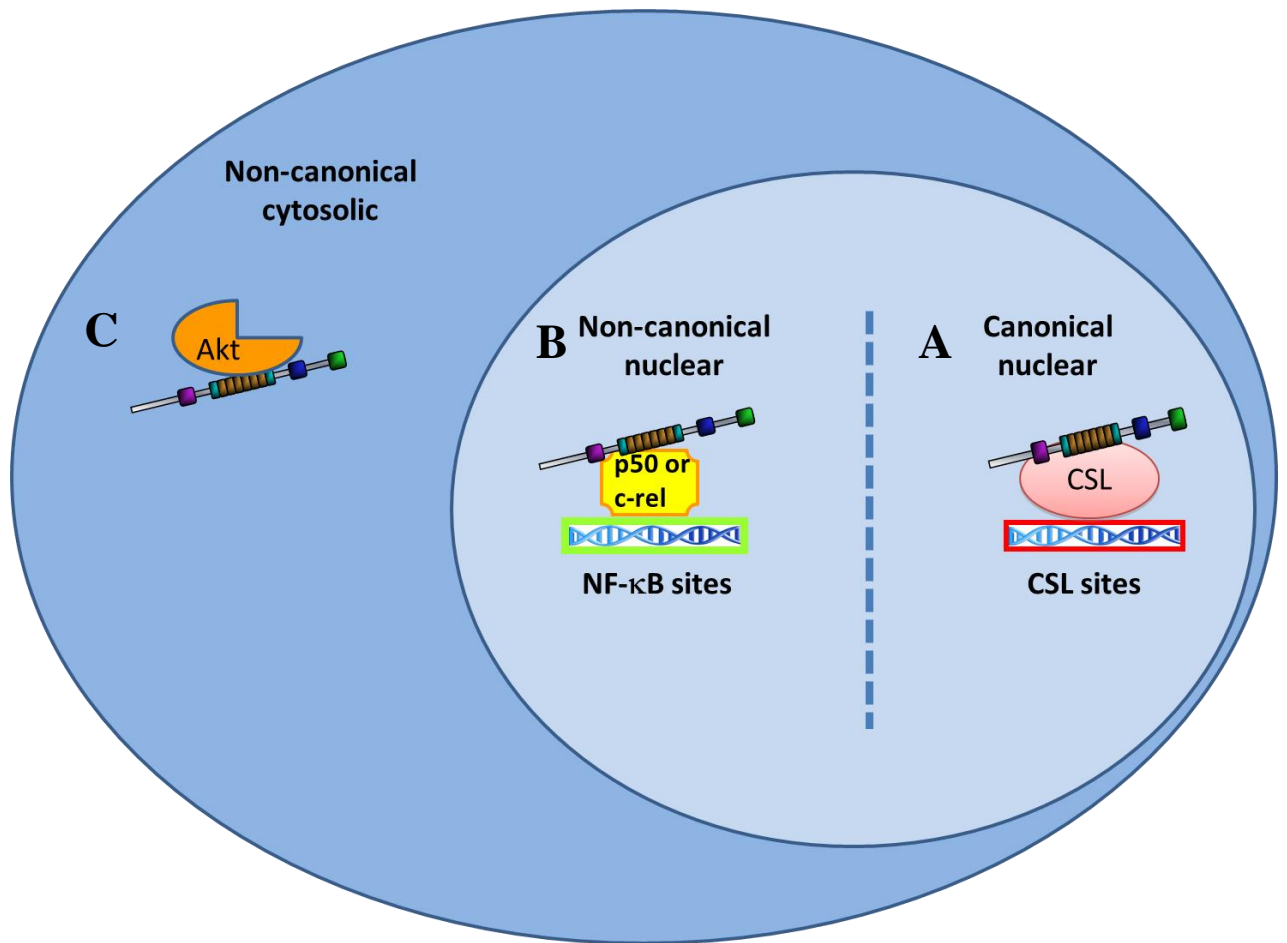 Non-canonical
cytosolic
C
Akt
B
Non-canonical
nuclear
p50 or
c-rel
NF-κB sites
A
Canonical
nuclear
CSL
CSL sites